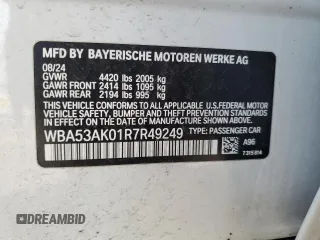 MFD BY BAYERISCHE MOTOREN WERKE AG
08/24
GVWR 4420 lbs 2005 kg
GAWR FRONT 2414 lbs 1095 kg
GAWR REAR 2194 lbs 995 kg
THIS VEHICLE CONFORMS TO ALL APPLICABLE FEDERAL MOTOR
VEHICLE SAFETY, BUMPER, AND THEFT PREVENTION STANDARDS
IN EFFECT ON THE DATE OF MANUFACTURE SHOWN ABOVE.
WBA53AK01R7R49249 TYPE: PASSENGER CAR
A96
DREAMBID